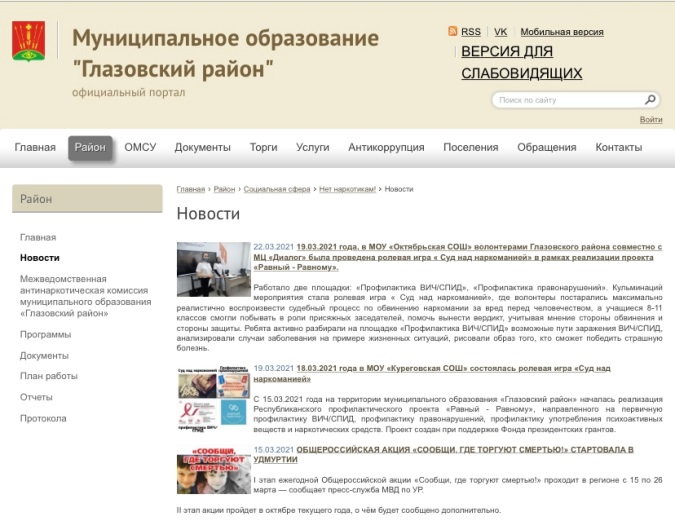 Муниципальное образование
"Глазовский район"
официальный портал
RSS | VK Мобильная версия
ВЕРСИЯ ДЛЯ
СЛАБОВИДЯЩИХ
Поиск по сайту
Войти
Главная Район ОМСУ Документы Торги Услуги Антикоррупция Поселения Обращения Контакты
Район
Главная
Новости
Межведомственная
антинаркотическая комиссия
муниципального образования
«Глазовский район»
Программы
Документы
План работы
Отчеты
Протокола
Главная › Район › Социальная сфера › Нет наркотикам! › Новости
Новости
22.03.2021 19.03.2021 года, в МОУ «Октябрьская СОШ» волонтерами Глазовского района совместно с
МЦ «Диалог» была проведена ролевая игра « Суд над наркоманией» в рамках реализации проекта
«Равный - Равному».
Работало две площадки: «Профилактика ВИЧ/СПИД», «Профилактика правонарушений». Кульминаций
мероприятия стала ролевая игра « Суд над наркоманией», где волонтеры постарались максимально
реалистично воспроизвести судебный процесс по обвинению наркомании за вред перед человечеством, а учащиеся 8-11
классов смогли побывать в роли присяжных заседателей, помочь вынести вердикт, учитывая мнение стороны обвинения и
стороны защиты. Ребята активно разбирали на площадке «Профилактика ВИЧ/СПИД» возможные пути заражения ВИЧ/СПИД,
анализировали случаи заболевания на примере жизненных ситуаций, рисовали образ того, кто сможет победить страшную
болезнь.
19.03.2021 18.03.2021 года в МОУ «Куреговская СОШ» состоялась ролевая игра «Суд над
наркоманией»
С 15.03.2021 года на территории муниципального образования «Глазовский район» началась реализация
Республиканского профилактического проекта «Равный - Равному», направленного на первичную
профилактику ВИЧ/СПИД, профилактику правонарушений, профилактику употребления психоактивных
веществ и наркотических средств. Проект создан при поддержке Фонда президентских грантов.
Суд над
наркоманией
Профилактика
правонарушений
профилактика
ВИЧ/ СПИД
15.03.2021 ОБЩЕРОССИЙСКАЯ АКЦИЯ «СООБЩИ, ГДЕ ТОРГУЮТ СМЕРТЬЮ!» СТАРТОВАЛА В
УДМУРТИИ
«СООБЩИ,
ГДЕ ТОРГУЮТ
СМЕРТЬЮ»
I этап ежегодной Общероссийской акции «Сообщи, где торгуют смертью!» проходит в регионе с 15 по 26
марта — сообщает пресс-служба МВД по УР.
II этап акции пройдет в октябре текущего года, о чём будет сообщено дополнительно.